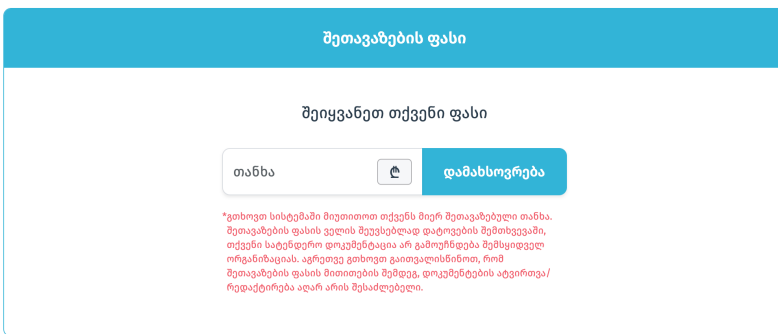 შეთავაზების ფასი
შეიყვანეთ თქვენი ფასი
თანხა ₾ დამახსოვრება
*გთხოვთ სისტემაში მიუთითოთ თქვენს მიერ შეთავაზებული თანხა.
შეთავაზების ფასის ველის შეუვსებლად დატოვების შემთხვევაში,
თქვენი სატენდერო დოკუმენტაცია არ გამოუჩნდება შემსყიდველ
ორგანიზაციას. აგრეთვე გთხოვთ გაითვალისწინოთ, რომ
შეთავაზების ფასის მითითების შემდეგ, დოკუმენტების ატვირთვა/
რედაქტირება აღარ არის შესაძლებელი.